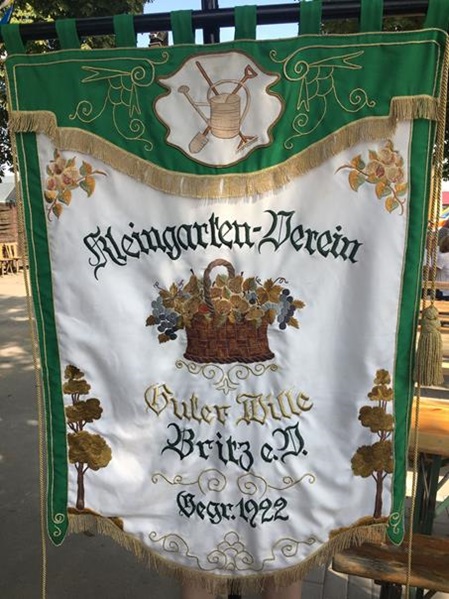 Kleingarten-Verein
Guter Wille
Britz e.V.
Gegr. 1922